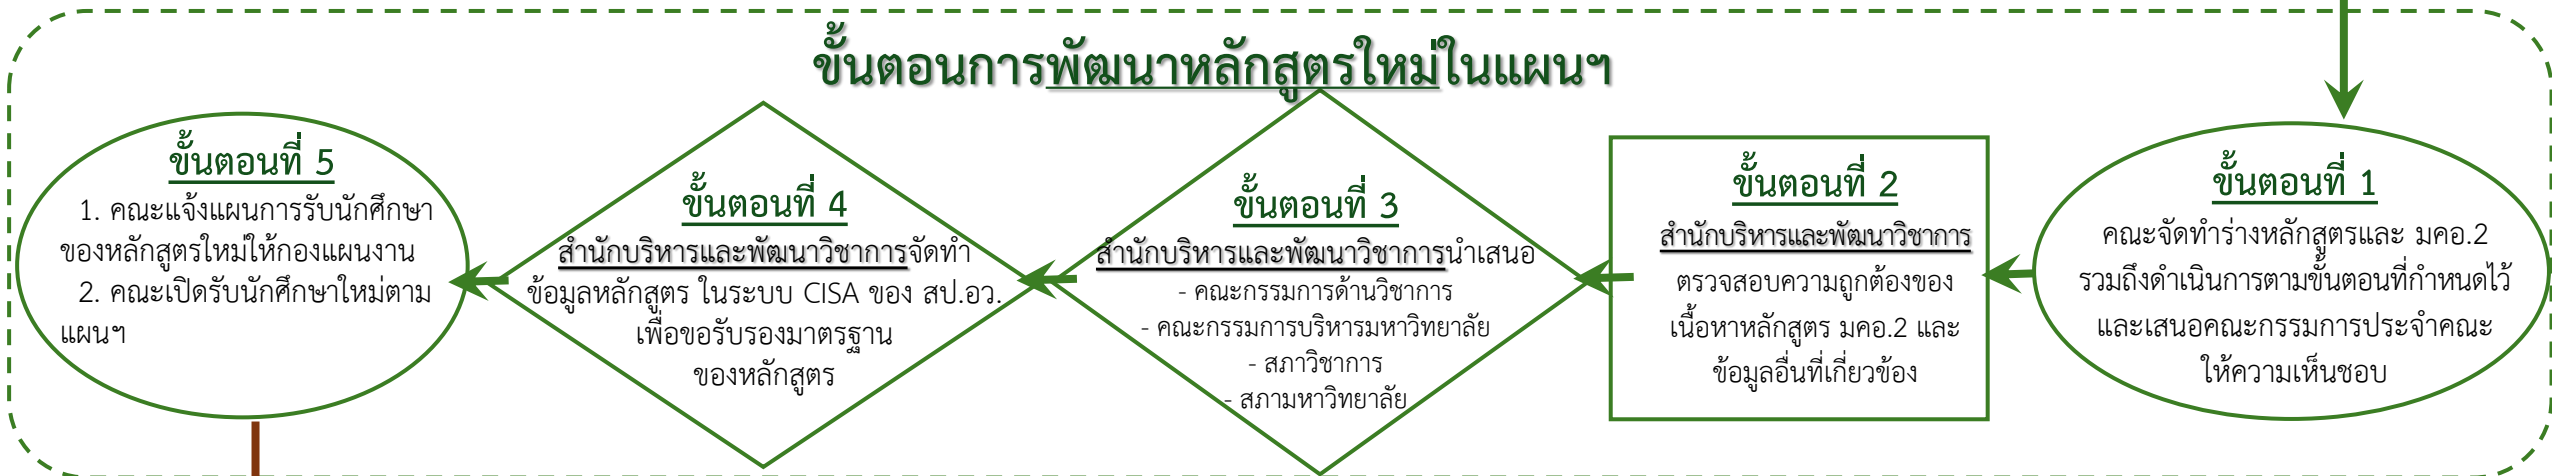 ขั้นตอนการพัฒนาหลักสูตรใหม่ในแผนฯ
ขั้นตอนที่ 1
คณะจัดทำร่างหลักสูตรและ มคอ.2
รวมถึงดำเนินการตามขั้นตอนที่กำหนดไว้
และเสนอคณะกรรมการประจำคณะ
ให้ความเห็นชอบ
ขั้นตอนที่ 2
สำนักบริหารและพัฒนาวิชาการ
ตรวจสอบความถูกต้องของ
เนื้อหาหลักสูตร มคอ.2 และ
ข้อมูลอื่นที่เกี่ยวข้อง
ขั้นตอนที่ 3
สำนักบริหารและพัฒนาวิชาการนำเสนอ
- คณะกรรมการด้านวิชาการ
- คณะกรรมการบริหารมหาวิทยาลัย
- สภาวิชาการ
- สภามหาวิทยาลัย
ขั้นตอนที่ 4
สำนักบริหารและพัฒนาวิชาการจัดทำ
ข้อมูลหลักสูตร ในระบบ CISA ของ สป.อว.
เพื่อขอรับรองมาตรฐาน
ของหลักสูตร
ขั้นตอนที่ 5
1. คณะแจ้งแผนการรับนักศึกษา
ของหลักสูตรใหม่ให้กองแผนงาน
2. คณะเปิดรับนักศึกษาใหม่ตาม
แผนฯ